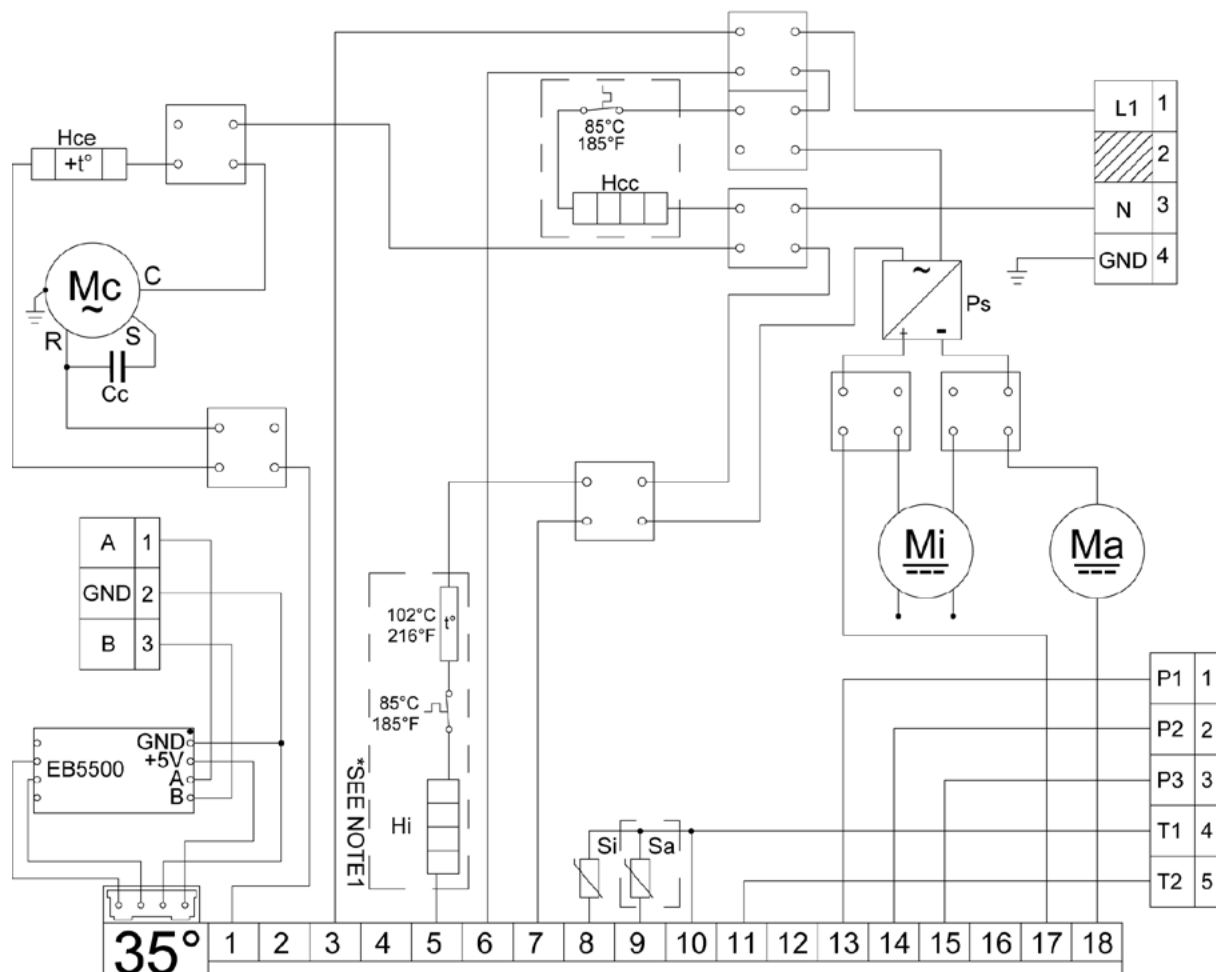 L1 1
2
N 3
GND 4
85°C
185°F
Hce
+t°
Hcc
Mc
~
C
R
S
Cc
~
Ps
+ -
A 1
GND 2
B 3
Mi
Ma
102°C
216°F
t°
85°C
185°F
*SEE NOTE1
Hi
EB5500
GND
+5V
A
B
P1 1
P2 2
P3 3
T1 4
T2 5
Si
Sa
35° 1 2 3 4 5 6 7 8 9 10 11 12 13 14 15 16 17 18